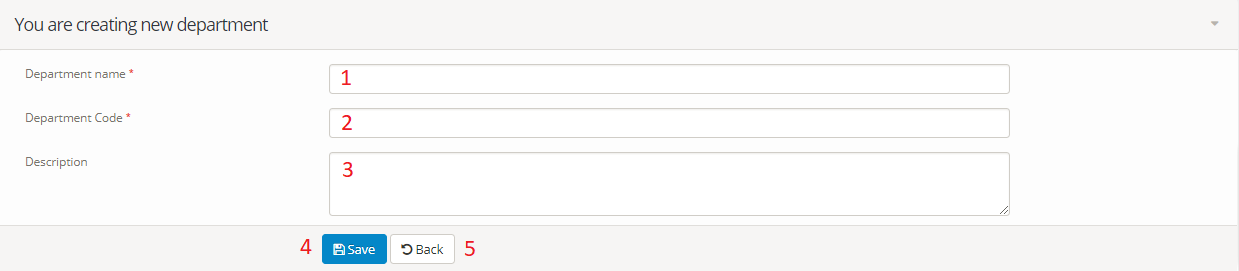 You are creating new department
Department name * 1
Department Code * 2
Description 3
4 Save Back 5